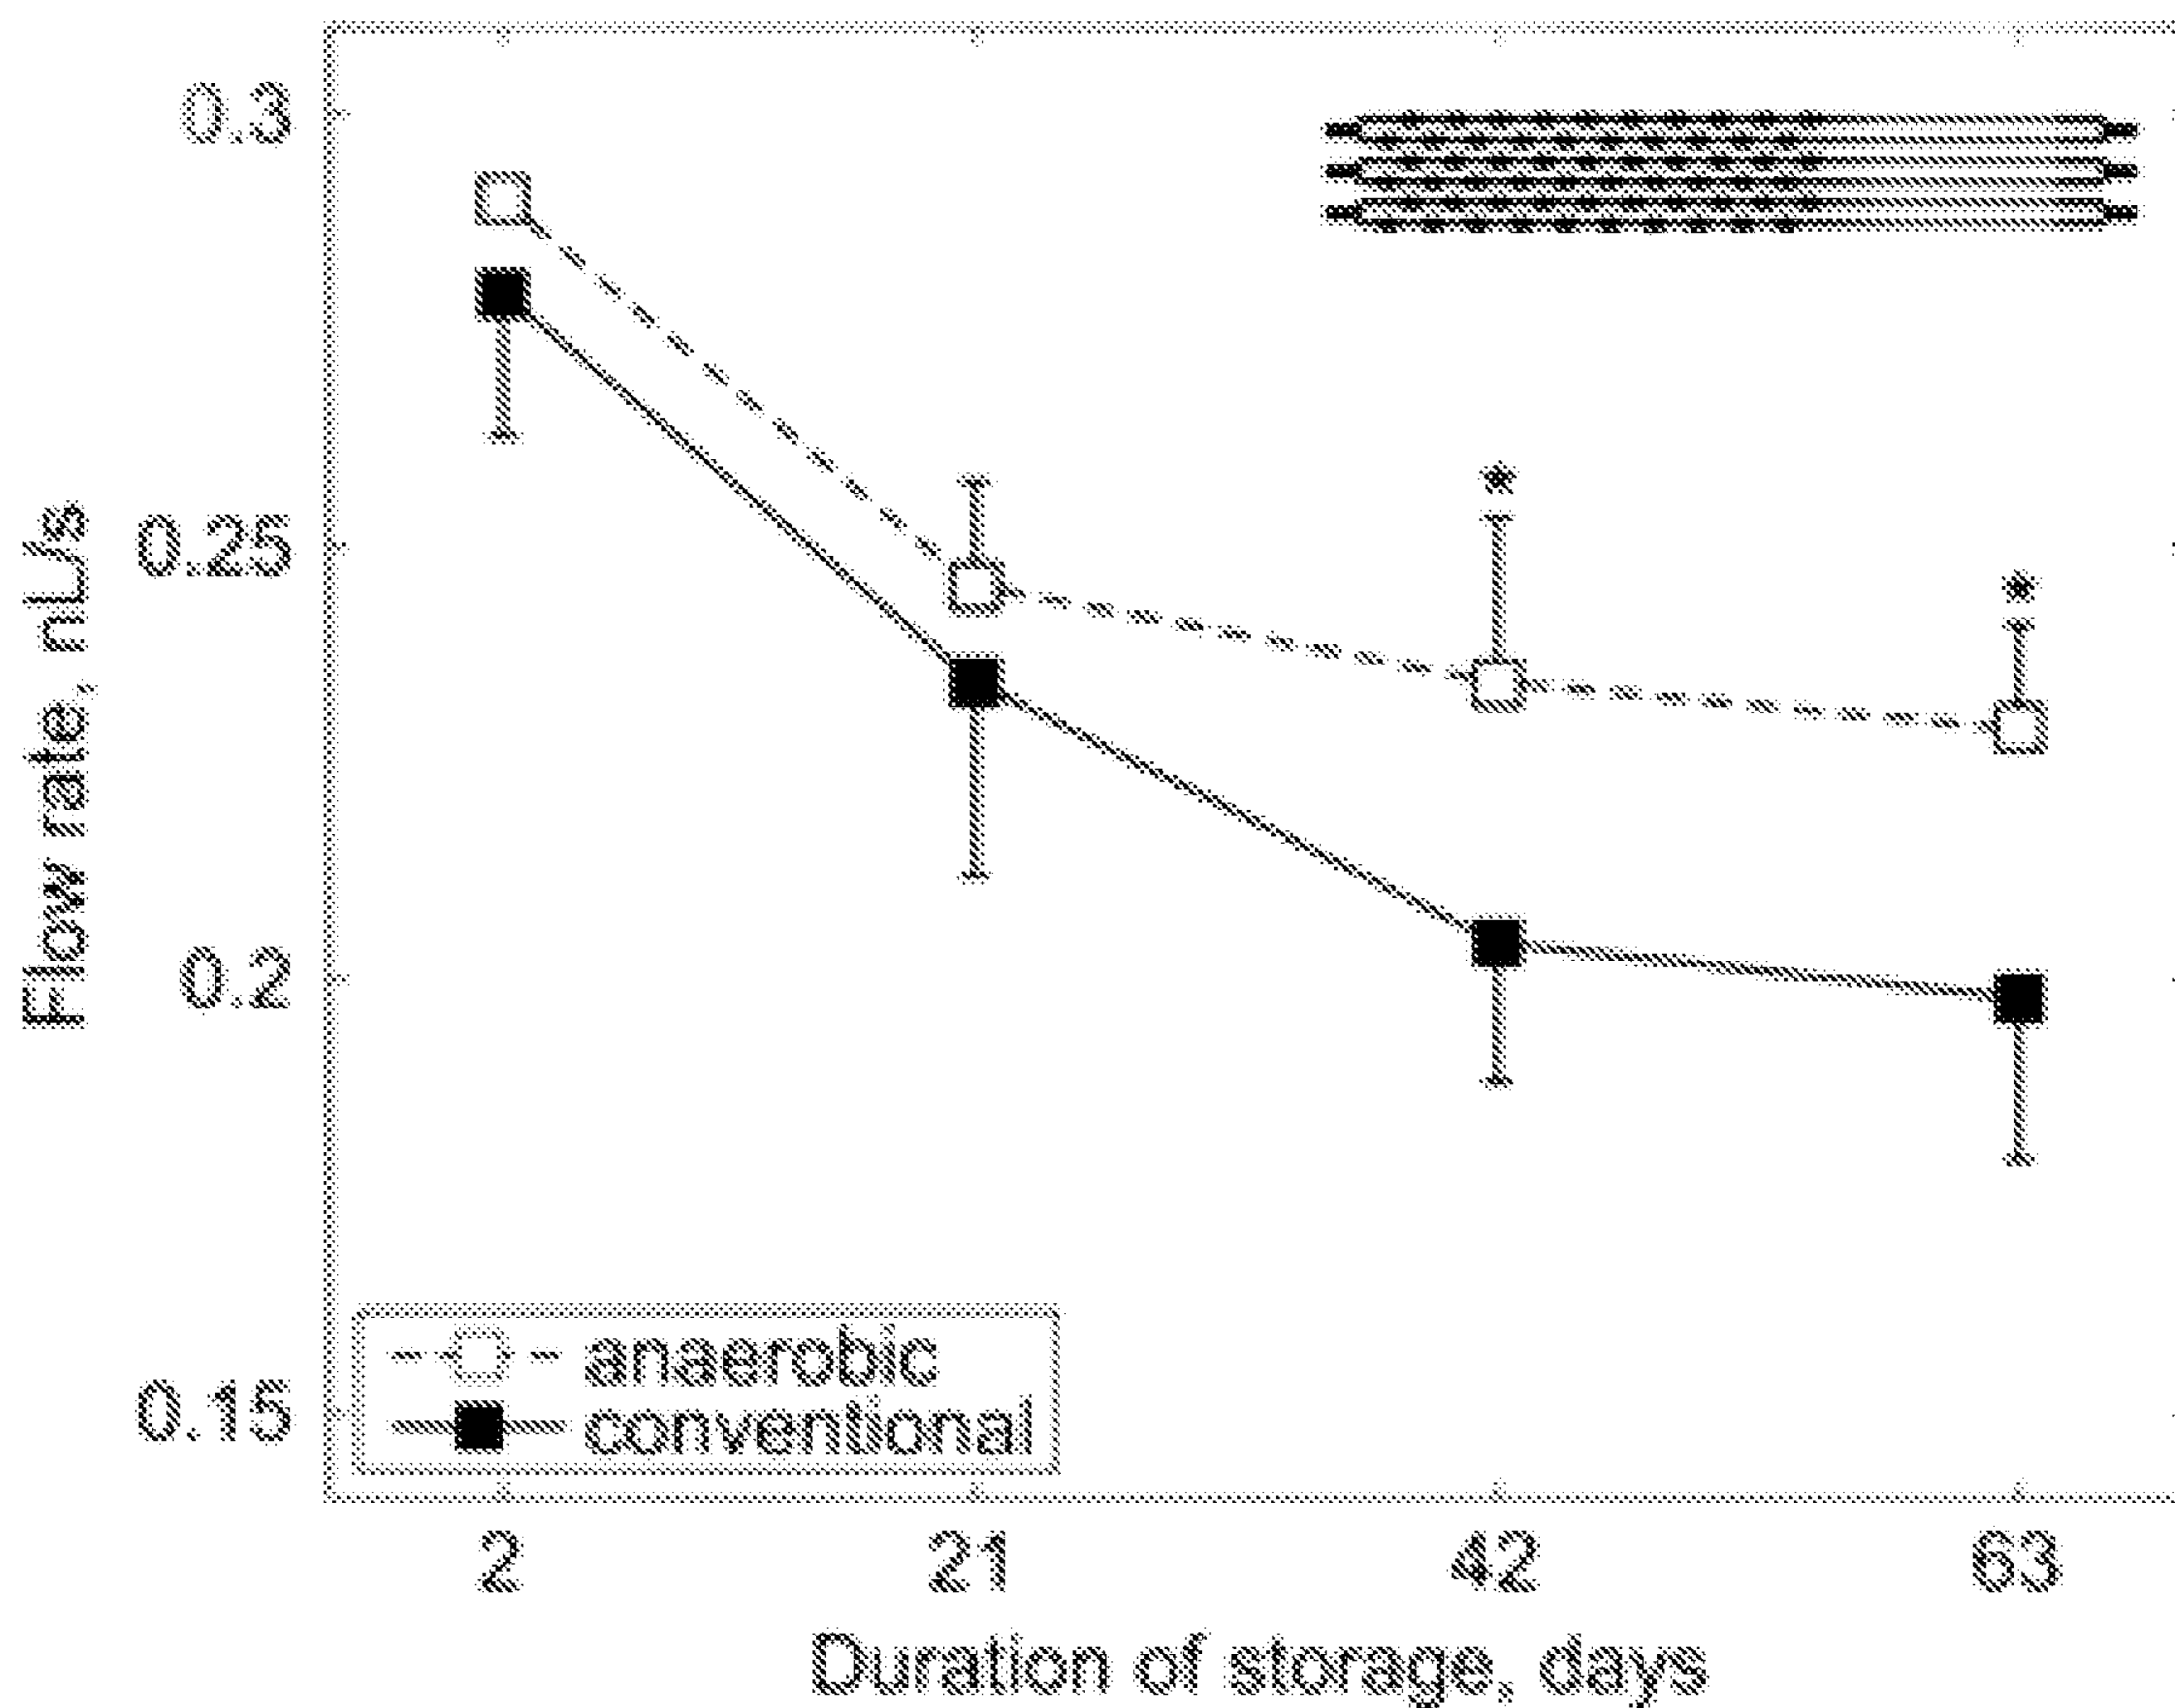 0.3
0.25
0.2
0.15
Flow rate, nL/s
*
*
anaerobic
conventional
2 21 42 63
Duration of storage, days